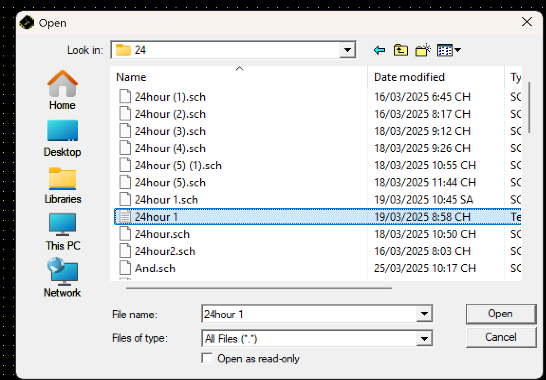 Open
Look in: 24
Name Date modified Ty
24hour (1).sch 16/03/2025 6:45 CH SC
24hour (2).sch 16/03/2025 8:17 CH SC
24hour (3).sch 18/03/2025 9:12 CH SC
24hour (4).sch 18/03/2025 9:26 CH SC
24hour (5) (1).sch 18/03/2025 10:55 CH SC
24hour (5).sch 18/03/2025 11:44 CH SC
24hour 1.sch 19/03/2025 10:45 SA SC
24hour 1 19/03/2025 8:58 CH Te
24hour.sch 18/03/2025 10:50 CH SC
24hour2.sch 16/03/2025 8:03 CH SC
And.sch 25/03/2025 10:17 CH SC
Home
Desktop
Libraries
This PC
Network
File name: 24hour 1 Open
Files of type: All Files (*.*) Cancel
Open as read-only